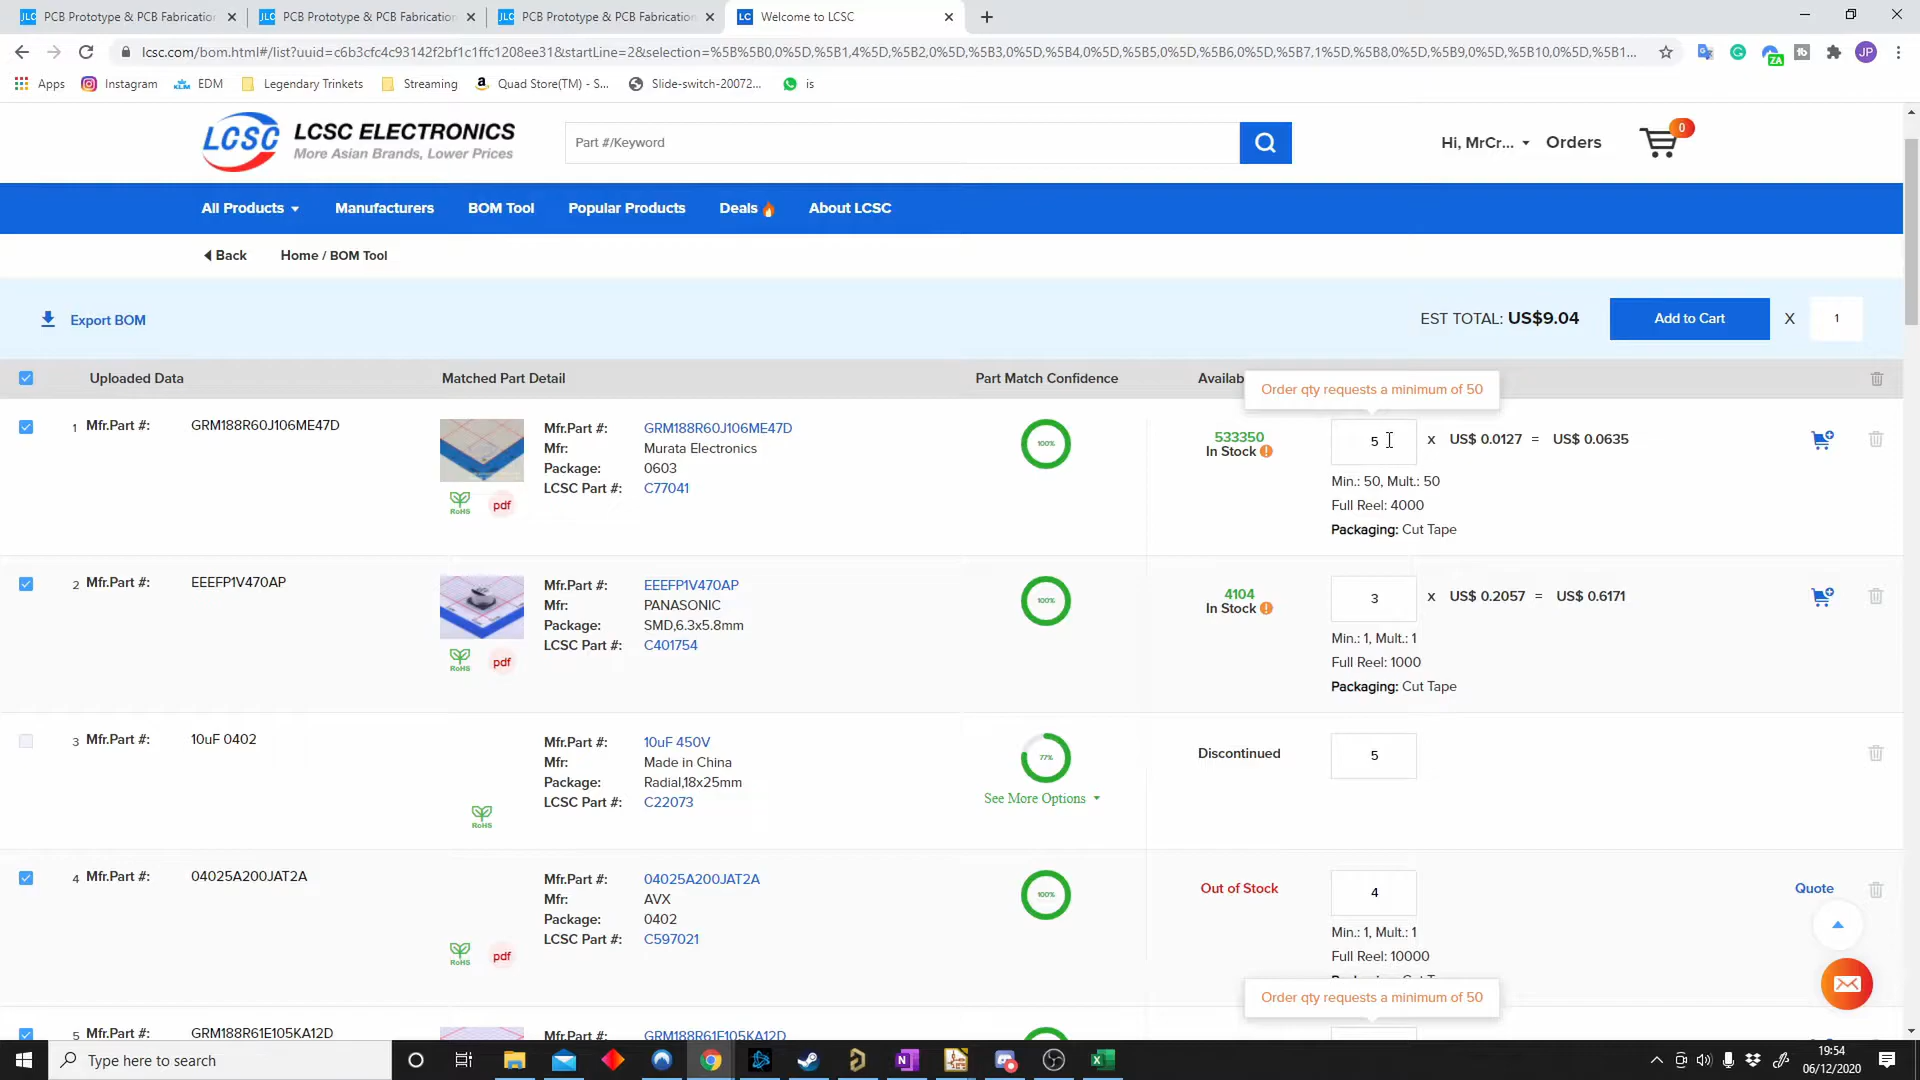 PCB Prototype & PCB Fabrication
PCB Prototype & PCB Fabrication
PCB Prototype & PCB Fabrication
LC Welcome to LCSC
lcsc.com/bom.html#/list?uuid=c6b3cfc4c93142f2bf1c1ffc1208ee31&startLine=2&selection=%5B%5B0,0%5D,%5B1,4%5D,%5B2,0%5D,%5B3,0%5D,%5B4,0%5D,%5B5,0%5D,%5B6,0%5D,%5B7,1%5D,%5B8,0%5D,%5B9,0%5D,%5B10,0%5D,%5B1...
ZA
JP
Apps Instagram EDM Legendary Trinkets Streaming Quad Store(TM) - S... Slide-switch-20072... is
LCSC LCSC ELECTRONICS
More Asian Brands, Lower Prices
Part #/Keyword
Hi, MrCr... Orders 0
All Products Manufacturers BOM Tool Popular Products Deals About LCSC
Back Home / BOM Tool
Export BOM
EST TOTAL: US$9.04 Add to Cart X 1
Uploaded Data Matched Part Detail Part Match Confidence Availab
Order qty requests a minimum of 50
1 Mfr.Part #: GRM188R60J106ME47D
Mfr.Part #: GRM188R60J106ME47D
Mfr: Murata Electronics
Package: 0603
LCSC Part #: C77041
RoHS pdf
100%
533350
In Stock
5 x US$ 0.0127 = US$ 0.0635
Min.: 50, Mult.: 50
Full Reel: 4000
Packaging: Cut Tape
2 Mfr.Part #: EEEFP1V470AP
Mfr.Part #: EEEFP1V470AP
Mfr: PANASONIC
Package: SMD,6.3x5.8mm
LCSC Part #: C401754
RoHS pdf
100%
4104
In Stock
3 x US$ 0.2057 = US$ 0.6171
Min.: 1, Mult.: 1
Full Reel: 1000
Packaging: Cut Tape
3 Mfr.Part #: 10uF 0402
Mfr.Part #: 10uF 450V
Mfr: Made in China
Package: Radial,18x25mm
LCSC Part #: C22073
RoHS
77%
See More Options
Discontinued
5
4 Mfr.Part #: 04025A200JAT2A
Mfr.Part #: 04025A200JAT2A
Mfr: AVX
Package: 0402
LCSC Part #: C597021
RoHS pdf
100%
Out of Stock
4
Quote
Min.: 1, Mult.: 1
Full Reel: 10000
Order qty requests a minimum of 50
5 Mfr.Part #: GRM188R61E105KA12D
Mfr.Part #: GRM188R61E105KA12D
Type here to search
19:54
06/12/2020